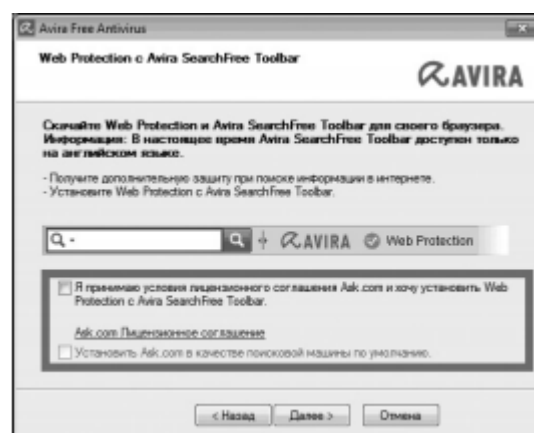 Avira Free Antivirus
Web Protection с Avira SearchFree Toolbar
AVIRA
Скачайте Web Protection и Avira SearchFree Toolbar для своего браузера.
Информация: В настоящее время Avira SearchFree Toolbar доступен только
на английском языке.
- Получите дополнительную защиту при поиске информации в интернете.
- Установите Web Protection с Avira SearchFree Toolbar.
AVIRA Web Protection
Я принимаю условия лицензионного соглашения Ask.com и хочу установить Web
Protection с Avira SearchFree Toolbar.
Ask.com Лицензионное соглашение
Установить Ask.com в качестве поисковой машины по умолчанию.
< Назад Далее > Отмена